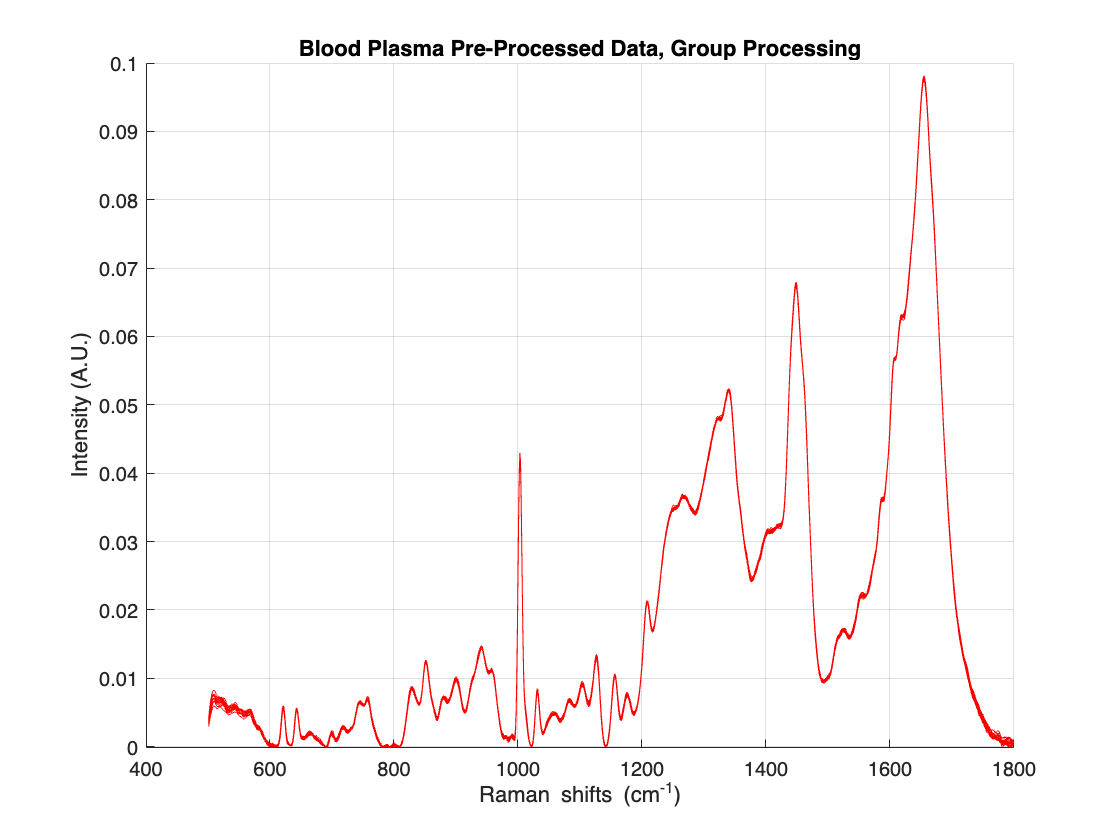 Blood Plasma Pre-Processed Data, Group Processing
0.1
0.09
0.08
0.07
0.06
0.05
0.04
0.03
0.02
0.01
0
Intensity (A.U.)
400 600 800 1000 1200 1400 1600 1800
Raman shifts (cm⁻¹)